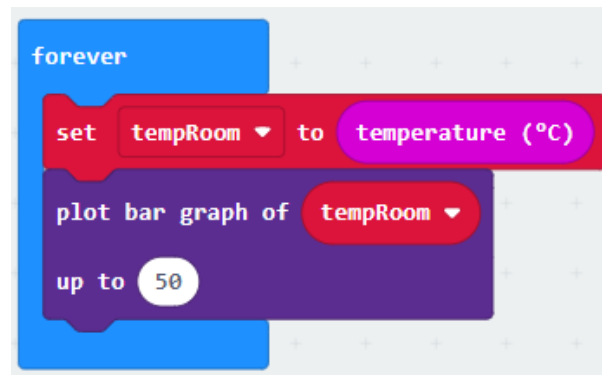 forever
set tempRoom to temperature (°C)
plot bar graph of tempRoom
up to 50